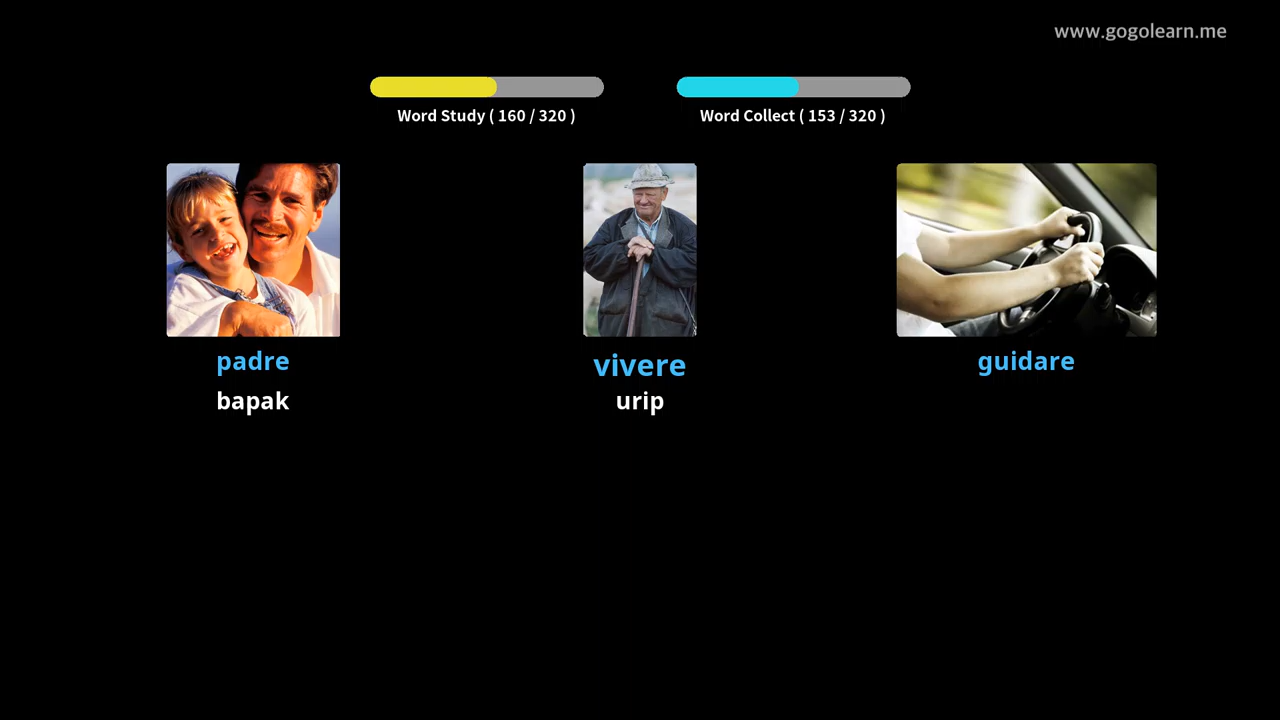 www.gogolearn.me
Word Study ( 160 / 320 )
Word Collect ( 153 / 320 )
padre
vivere
guidare
bapak
urip